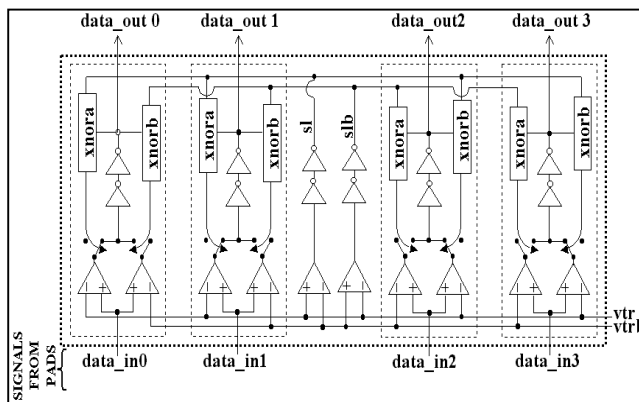 data_out 0 data_out 1 data_out2 data_out 3
xnora xnorb xnora xnorb sl slb xnora xnorb xnora xnorb
+ - + - + - + - + - + - + - + - + - + -
vtr
vtrb
data_in0 data_in1 data_in2 data_in3
SIGNALS
FROM
PADS